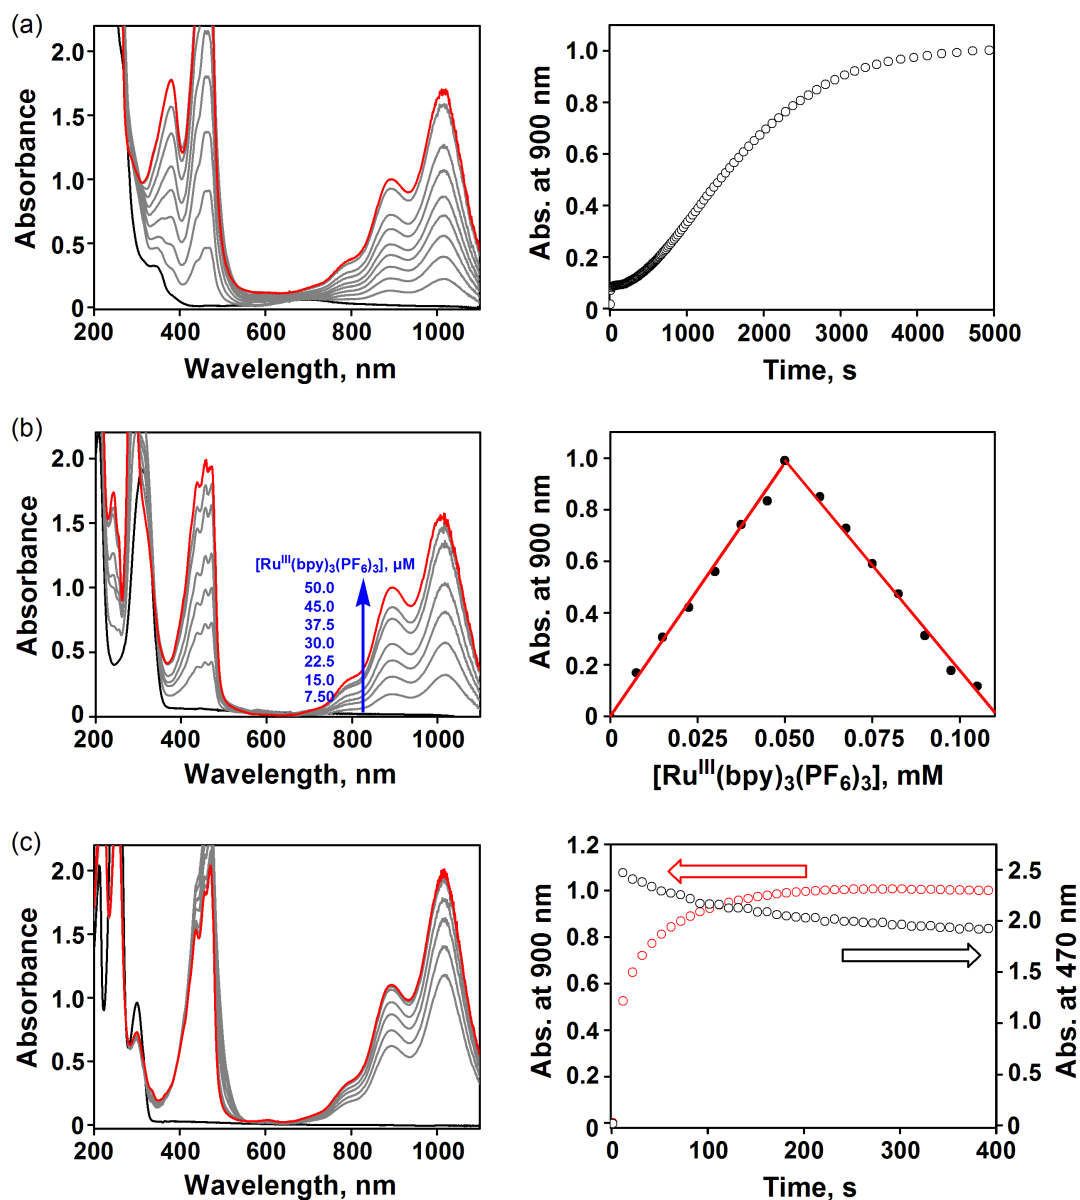 (a)
2.0
1.5
1.0
0.5
0
Absorbance
200 400 600 800 1000
Wavelength, nm
1.0
0.8
0.6
0.4
0.2
0
Abs. at 900 nm
0 1000 2000 3000 4000 5000
Time, s
(b)
2.0
1.5
1.0
0.5
0
Absorbance
[Ruᴵᴵᴵ(bpy)₃(PF₆)₃], μM
50.0
45.0
37.5
30.0
22.5
15.0
7.50
200 400 600 800 1000
Wavelength, nm
1.0
0.8
0.6
0.4
0.2
0
Abs. at 900 nm
0 0.025 0.050 0.075 0.100
[Ruᴵᴵᴵ(bpy)₃(PF₆)₃], mM
(c)
2.0
1.5
1.0
0.5
0
Absorbance
200 400 600 800 1000
Wavelength, nm
1.2
1.0
0.8
0.6
0.4
0.2
0
Abs. at 900 nm
2.5
2.0
1.5
1.0
0.5
0
Abs. at 470 nm
0 100 200 300 400
Time, s